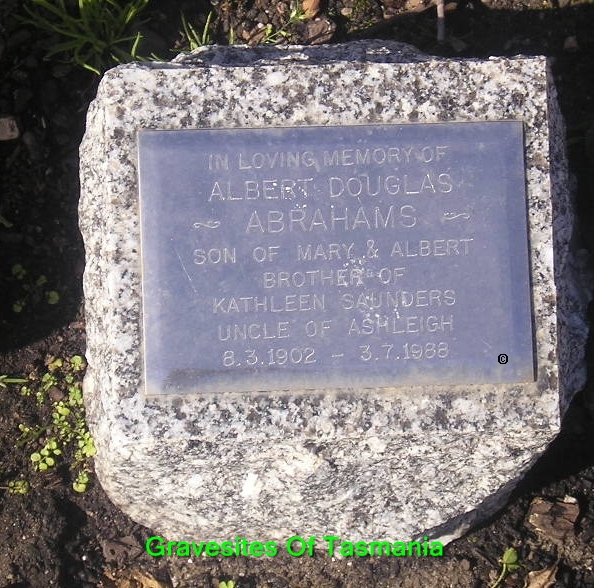 IN LOVING MEMORY OF
ALBERT DOUGLAS
~ ABRAHAMS ~
SON OF MARY & ALBERT
BROTHER OF
KATHLEEN SAUNDERS
UNCLE OF ASHLEIGH
8.3.1902 - 3.7.1988
©
Gravesites Of Tasmania